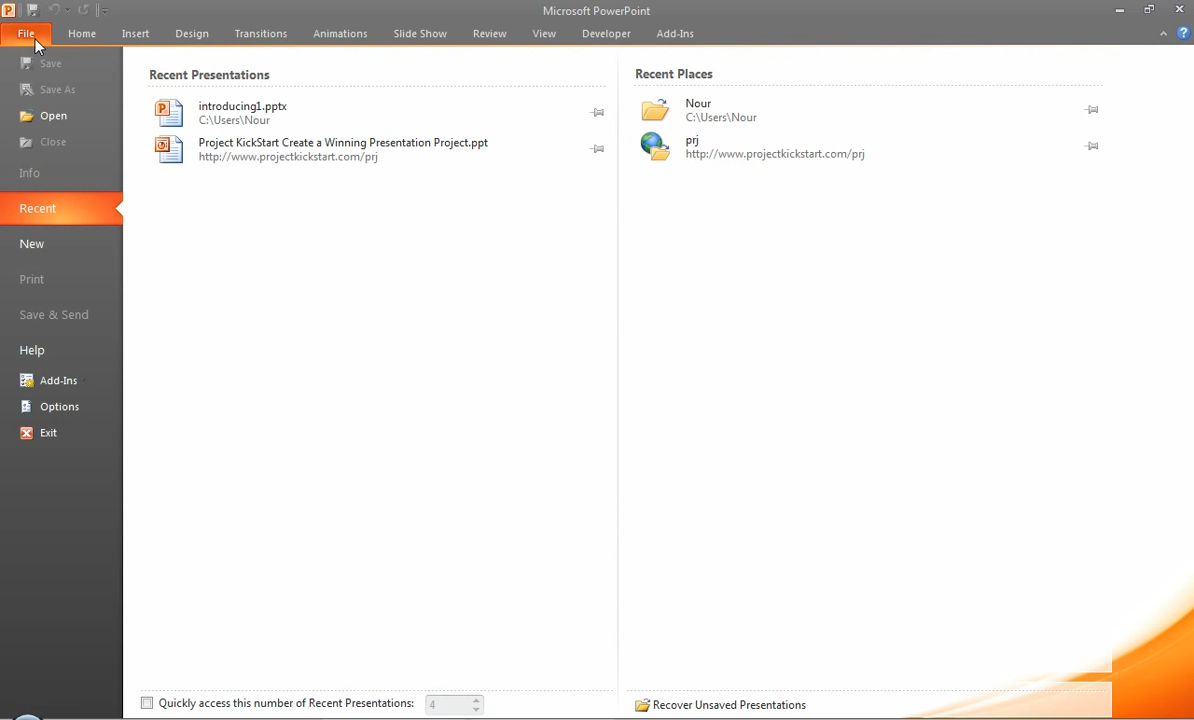 Microsoft PowerPoint
File Home Insert Design Transitions Animations Slide Show Review View Developer Add-Ins
Save
Save As
Open
Close
Info
Recent
New
Print
Save & Send
Help
Add-Ins
Options
Exit
Recent Presentations
introducing1.pptx
C:\Users\Nour
Project KickStart Create a Winning Presentation Project.ppt
http://www.projectkickstart.com/prj
Quickly access this number of Recent Presentations: 4
Recent Places
Nour
C:\Users\Nour
prj
http://www.projectkickstart.com/prj
Recover Unsaved Presentations